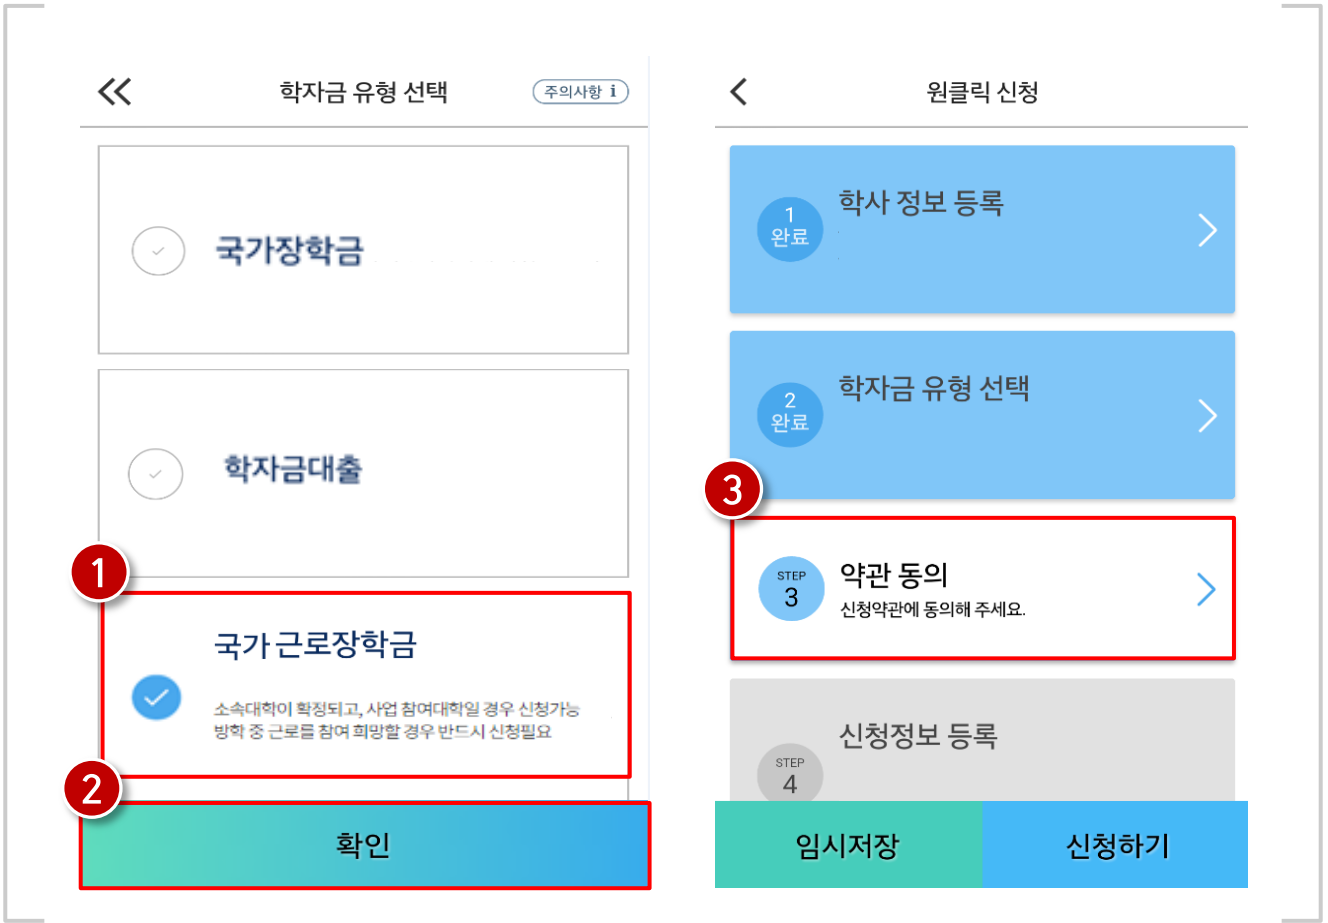 학자금 유형 선택
주의사항 i
국가장학금
학자금대출
1
국가 근로장학금
소속대학이 확정되고, 사업 참여대학일 경우 신청가능
방학 중 근로를 참여 희망할 경우 반드시 신청필요
2
확인
원클릭 신청
1
완료
학사 정보 등록
2
완료
학자금 유형 선택
3
STEP
3
약관 동의
신청약관에 동의해 주세요.
STEP
4
신청정보 등록
임시저장
신청하기